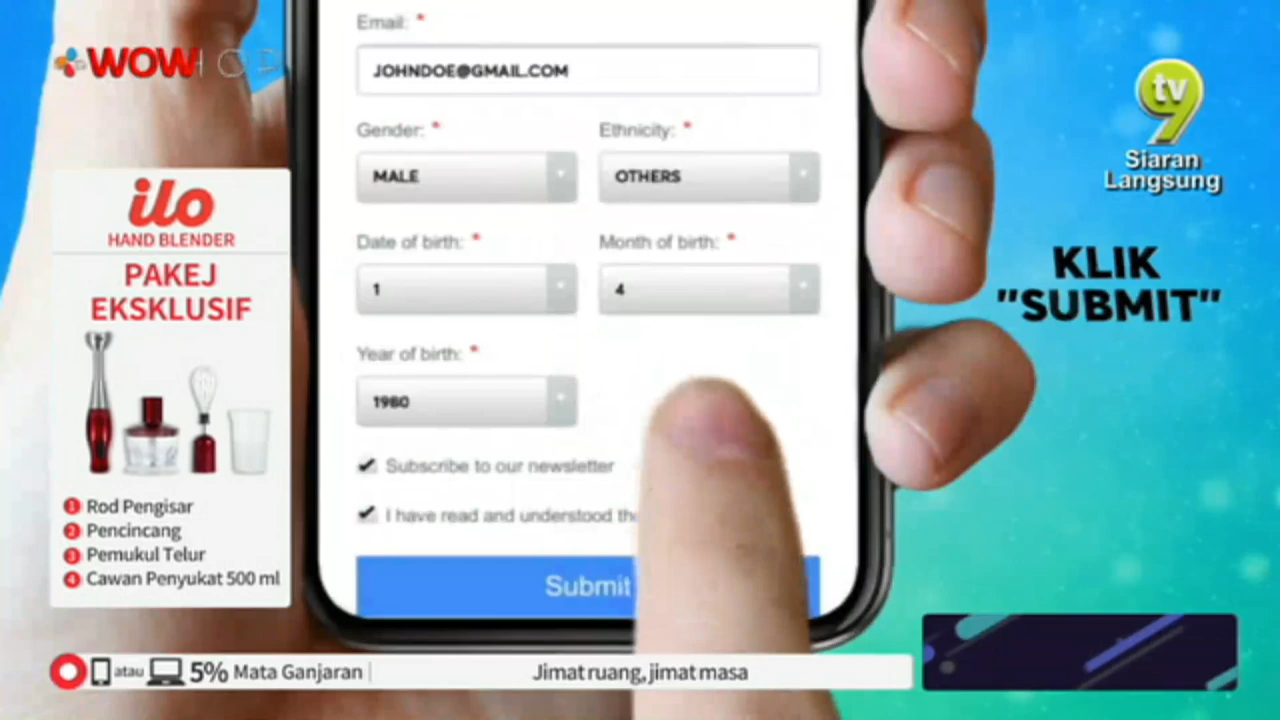 WOW
tv
9
Siaran
Langsung
ilo
HAND BLENDER
PAKEJ
EKSKLUSIF
1 Rod Pengisar
2 Pencincang
3 Pemukul Telur
4 Cawan Penyukat 500 ml
Email: *
JOHNDOE@GMAIL.COM
Gender: * Ethnicity: *
MALE OTHERS
Date of birth: * Month of birth: *
1 4
Year of birth: *
1980
Subscribe to our newsletter
I have read and understood
Submit
KLIK
"SUBMIT"
atau 5% Mata Ganjaran
Jimat ruang, jimat masa